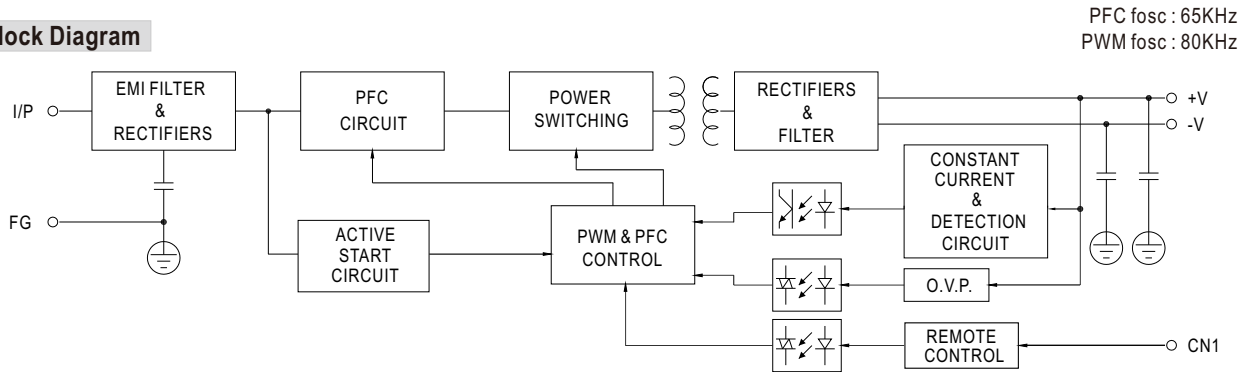 PFC fosc : 65KHz
lock Diagram
PWM fosc : 80KHz
I/P
EMI FILTER
&
RECTIFIERS
PFC
CIRCUIT
POWER
SWITCHING
RECTIFIERS
&
FILTER
+V
-V
FG
ACTIVE
START
CIRCUIT
PWM & PFC
CONTROL
CONSTANT
CURRENT
&
DETECTION
CIRCUIT
O.V.P.
REMOTE
CONTROL
CN1